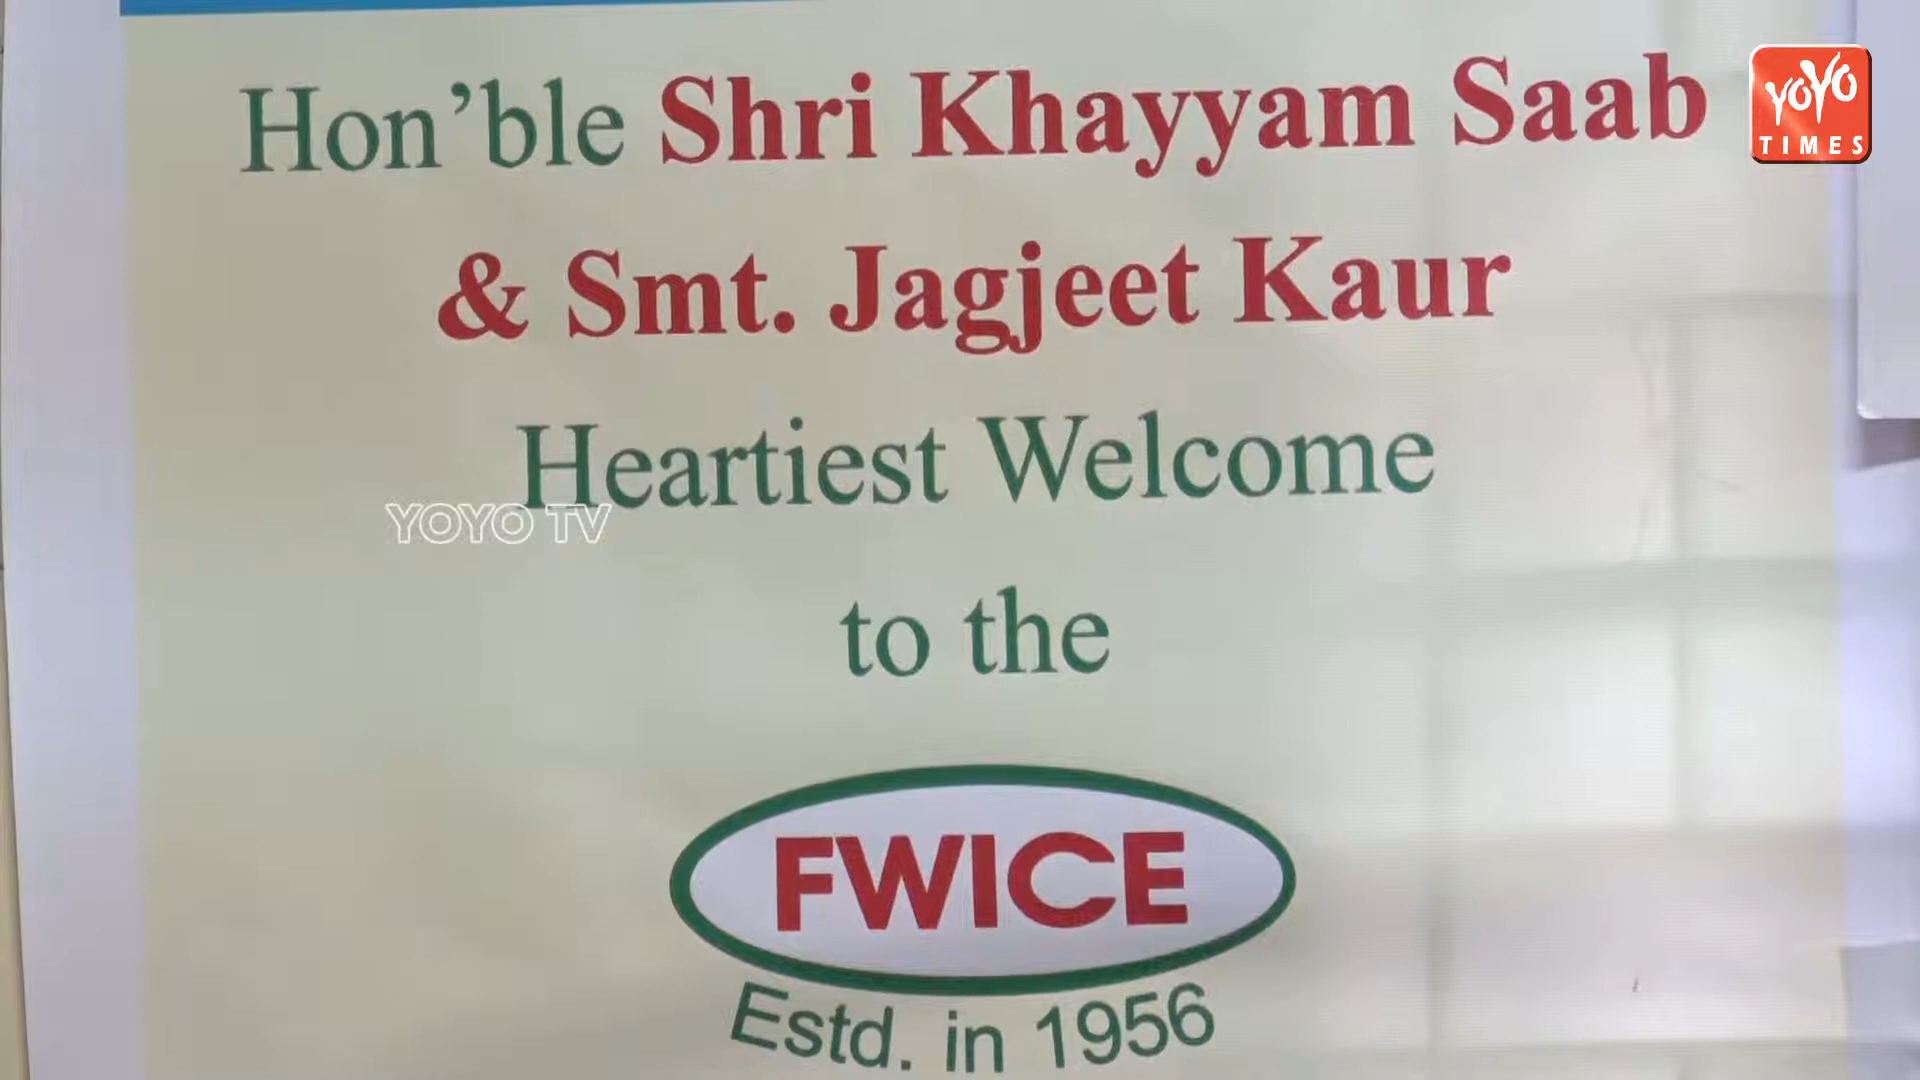 Hon'ble Shri Khayyam Saab
& Smt. Jagjeet Kaur
Heartiest Welcome
to the
FWICE
Estd. in 1956
YOYO TV
YOYO
TIMES